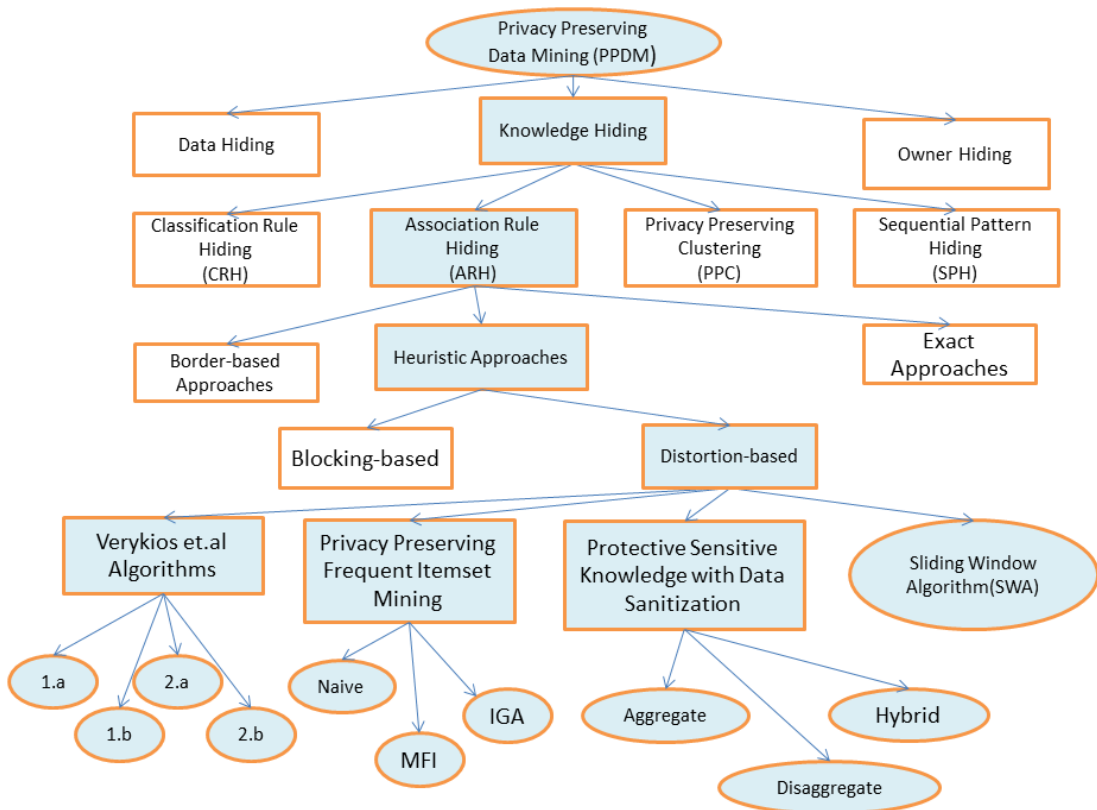 Privacy Preserving
Data Mining (PPDM)
Data Hiding
Knowledge Hiding
Owner Hiding
Classification Rule
Hiding
(CRH)
Association Rule
Hiding
(ARH)
Privacy Preserving
Clustering
(PPC)
Sequential Pattern
Hiding
(SPH)
Border-based
Approaches
Heuristic Approaches
Exact
Approaches
Blocking-based
Distortion-based
Verykios et.al
Algorithms
Privacy Preserving
Frequent Itemset
Mining
Protective Sensitive
Knowledge with Data
Sanitization
Sliding Window
Algorithm(SWA)
1.a
1.b
2.a
2.b
Naive
MFI
IGA
Aggregate
Disaggregate
Hybrid